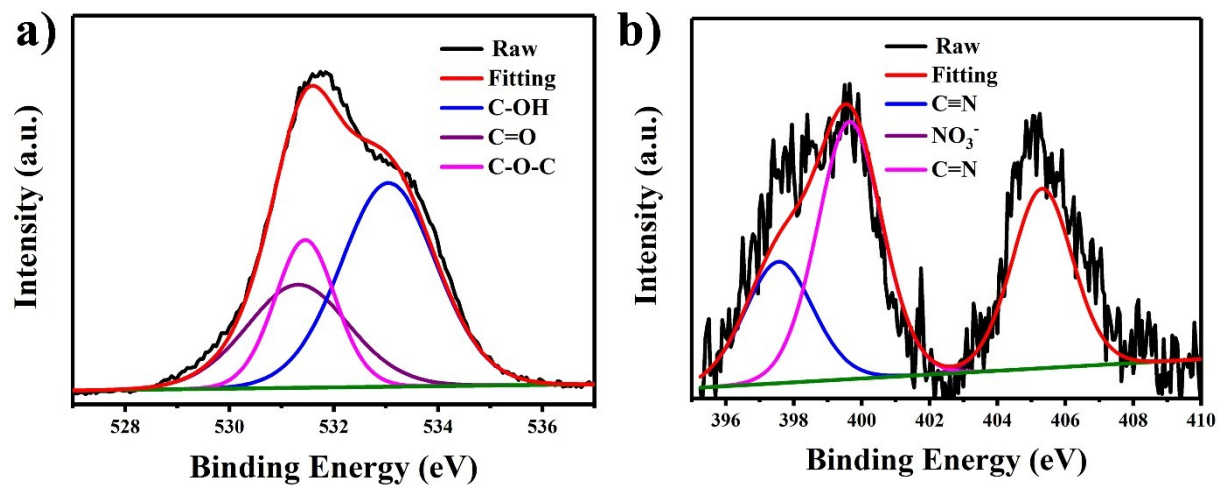 a)
Raw
Fitting
C-OH
C=O
C-O-C
Intensity (a.u.)
528 530 532 534 536
Binding Energy (eV)
b)
Raw
Fitting
C≡N
NO₃⁻
C=N
Intensity (a.u.)
396 398 400 402 404 406 408 410
Binding Energy (eV)